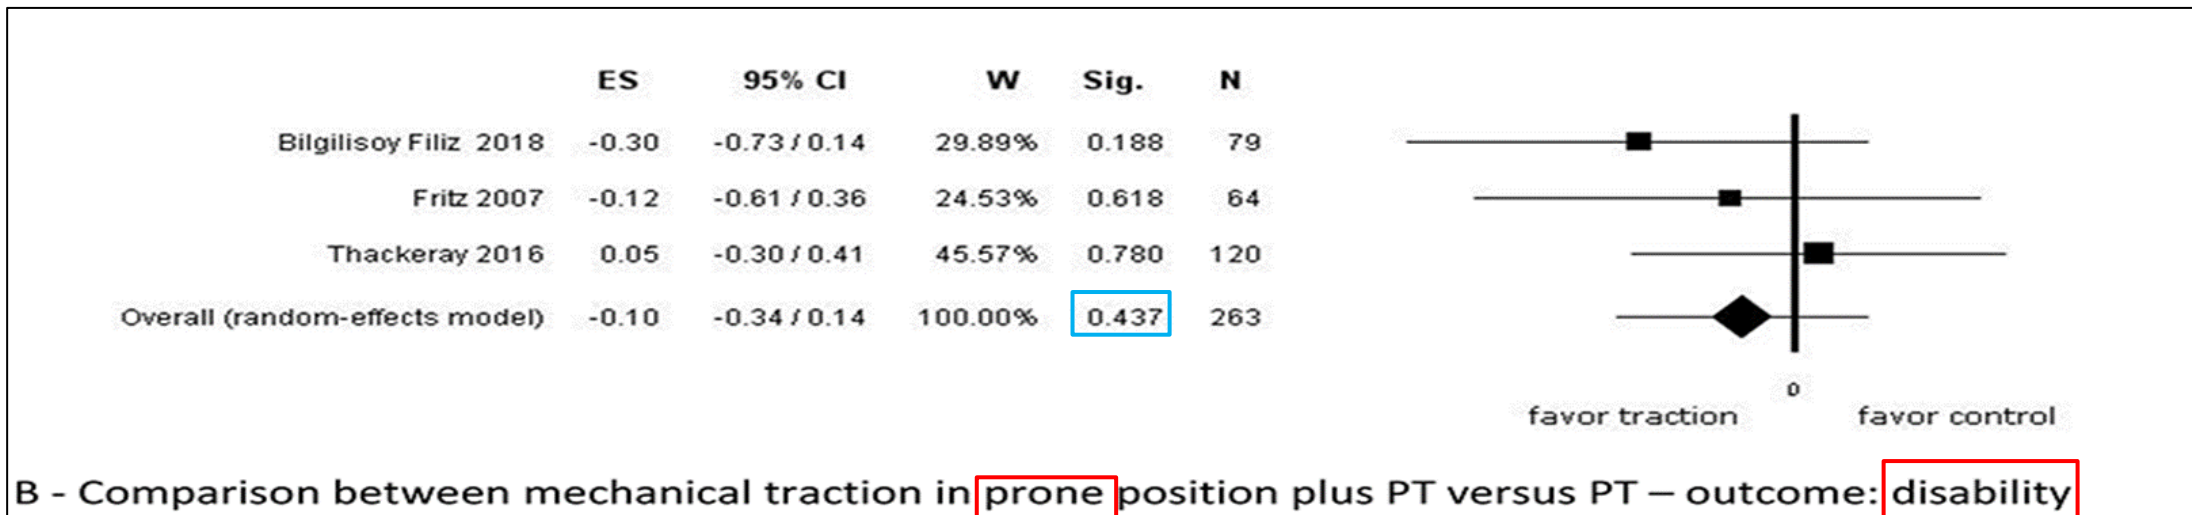 ES 95% CI W Sig. N
Bilgilisoy Filiz 2018 -0.30 -0.73 / 0.14 29.89% 0.188 79
Fritz 2007 -0.12 -0.61 / 0.36 24.53% 0.618 64
Thackeray 2016 0.05 -0.30 / 0.41 45.57% 0.780 120
Overall (random-effects model) -0.10 -0.34 / 0.14 100.00% 0.437 263
0
favor traction favor control
B - Comparison between mechanical traction in prone position plus PT versus PT – outcome: disability